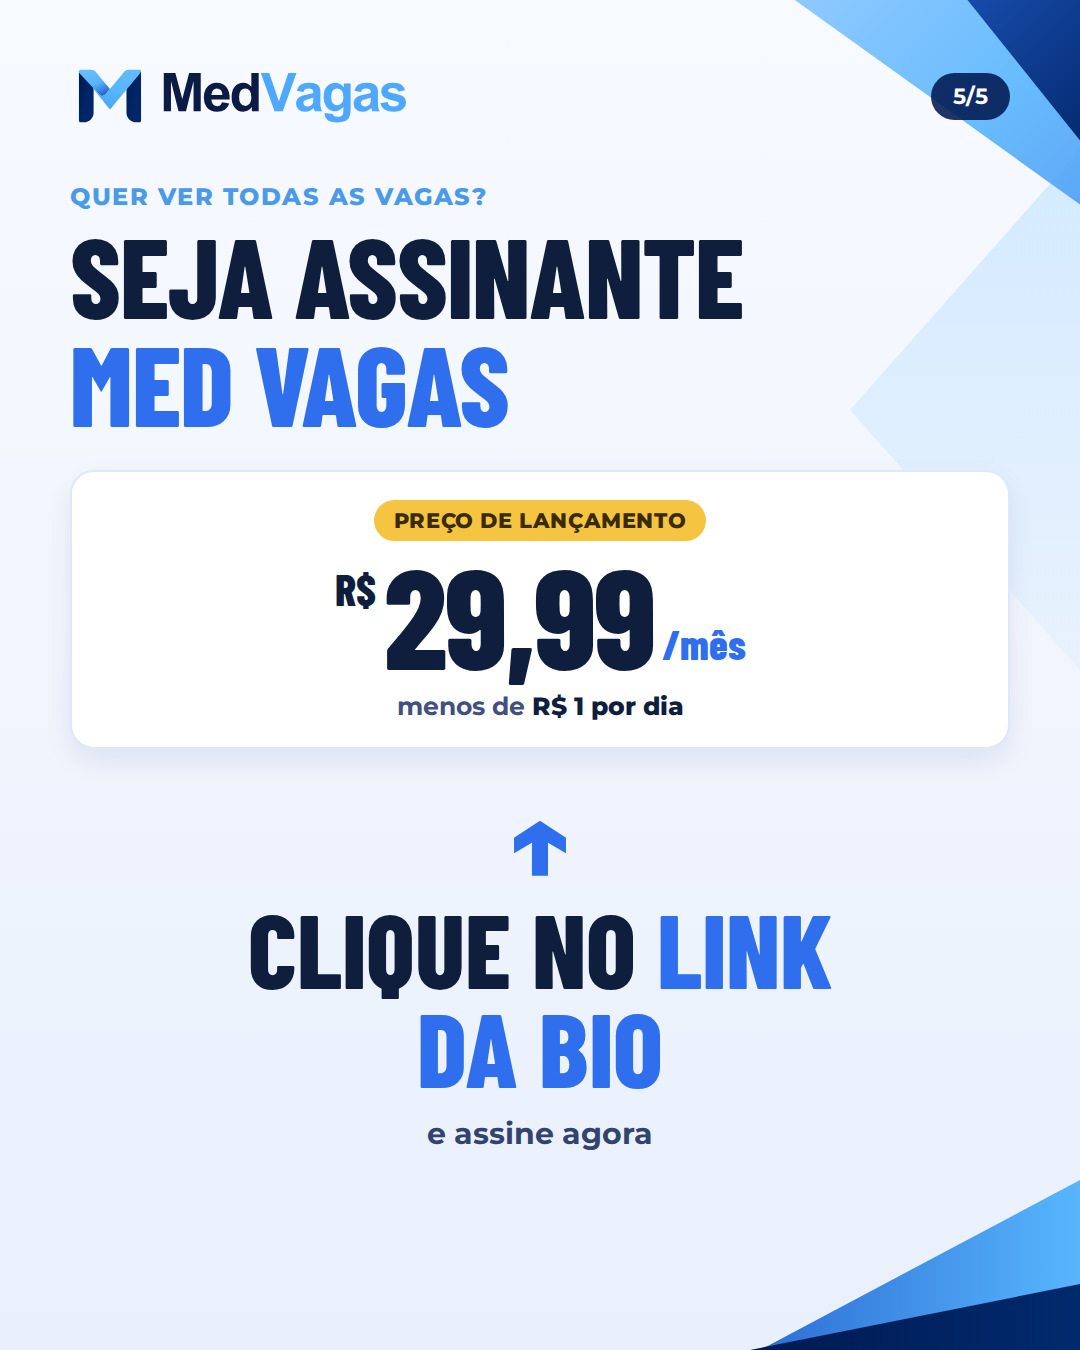 MedVagas
5/5
QUER VER TODAS AS VAGAS?
SEJA ASSINANTE
MED VAGAS
PREÇO DE LANÇAMENTO
R$ 29,99 /mês
menos de R$ 1 por dia
CLIQUE NO LINK
DA BIO
e assine agora